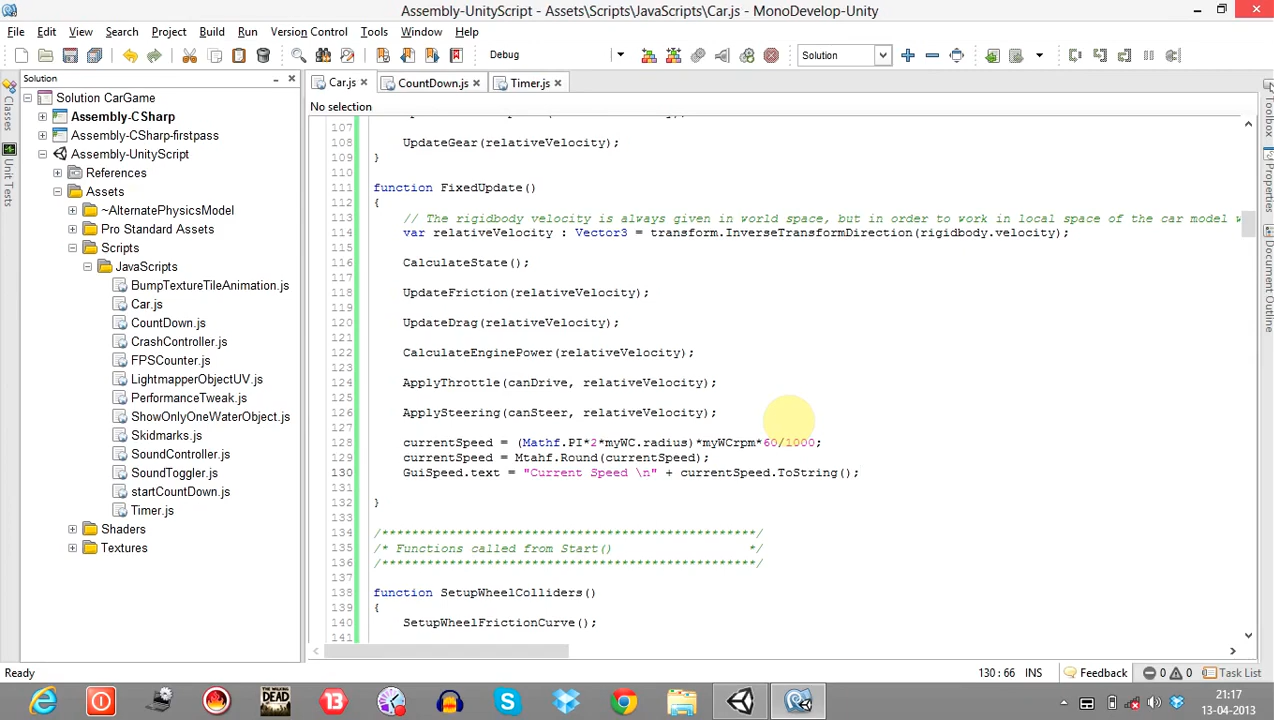 Assembly-UnityScript - Assets\Scripts\JavaScripts\Car.js - MonoDevelop-Unity
File Edit View Search Project Build Run Version Control Tools Window Help
Debug Solution
Solution
Solution CarGame
Assembly-CSharp
Assembly-CSharp-firstpass
Assembly-UnityScript
References
Assets
~AlternatePhysicsModel
Pro Standard Assets
Scripts
JavaScripts
BumpTextureTileAnimation.js
Car.js
CountDown.js
CrashController.js
FPSCounter.js
LightmapperObjectUV.js
PerformanceTweak.js
ShowOnlyOneWaterObject.js
Skidmarks.js
SoundController.js
SoundToggler.js
startCountDown.js
Timer.js
Shaders
Textures
Classes
Unit Tests
Car.js CountDown.js Timer.js
No selection
107
108 UpdateGear(relativeVelocity);
109 }
110
111 function FixedUpdate()
112 {
113 // The rigidbody velocity is always given in world space, but in order to work in local space of the car model
114 var relativeVelocity : Vector3 = transform.InverseTransformDirection(rigidbody.velocity);
115
116 CalculateState();
117
118 UpdateFriction(relativeVelocity);
119
120 UpdateDrag(relativeVelocity);
121
122 CalculateEnginePower(relativeVelocity);
123
124 ApplyThrottle(canDrive, relativeVelocity);
125
126 ApplySteering(canSteer, relativeVelocity);
127
128 currentSpeed = (Mathf.PI*2*myWC.radius)*myWCrpm*60/1000;
129 currentSpeed = Mtahf.Round(currentSpeed);
130 GuiSpeed.text = "Current Speed \n" + currentSpeed.ToString();
131
132 }
133
134 /**************************************************/
135 /* Functions called from Start() */
136 /**************************************************/
137
138 function SetupWheelColliders()
139 {
140 SetupWheelFrictionCurve();
141
Toolbox
Properties
Document Outline
Ready 130 : 66 INS Feedback 0 0 Task List
21:17
13-04-2013